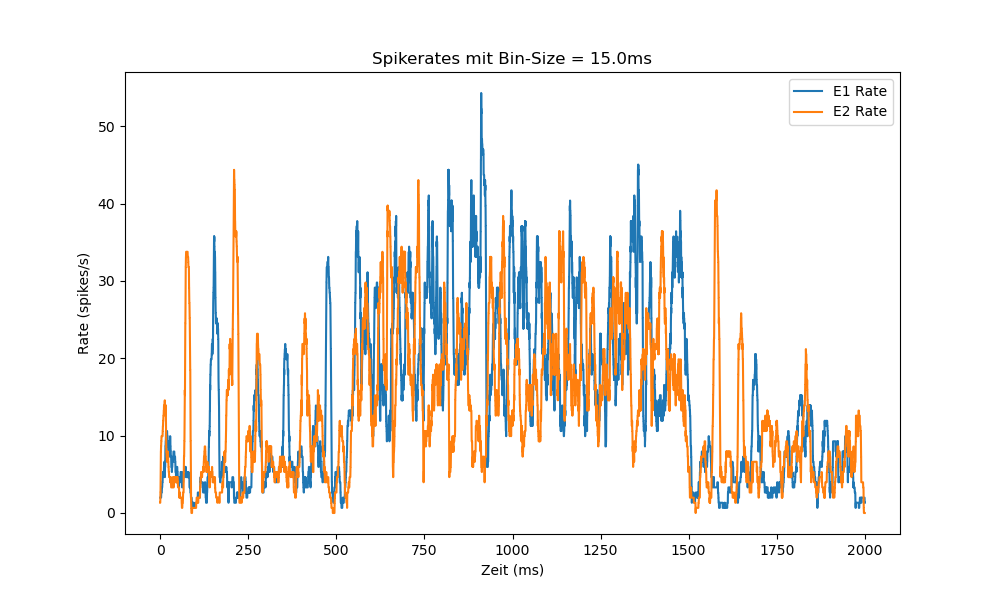 Spikerates mit Bin-Size = 15.0ms
E1 Rate
E2 Rate
Rate (spikes/s)
50
40
30
20
10
0
0 250 500 750 1000 1250 1500 1750 2000
Zeit (ms)